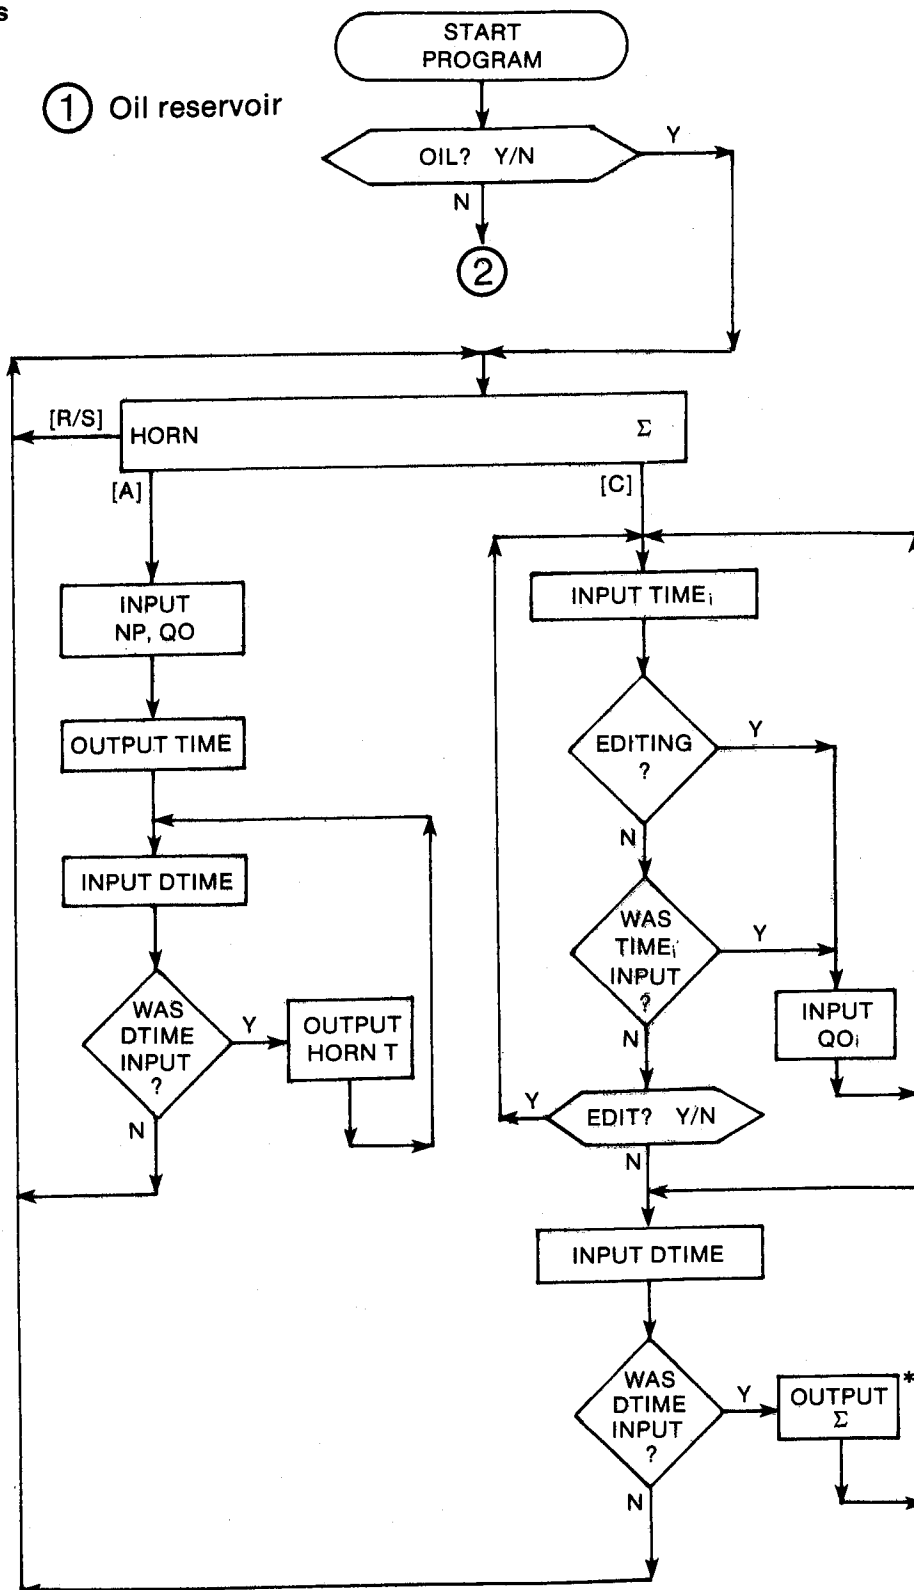 s
START
PROGRAM
1 Oil reservoir
OIL? Y/N
Y
N
2
[R/S]
HORN Σ
[A]
[C]
INPUT
NP, QO
INPUT TIMEi
OUTPUT TIME
EDITING
?
Y
N
INPUT DTIME
WAS
TIMEi
INPUT
?
Y
N
WAS
DTIME
INPUT
?
Y
N
OUTPUT
HORN T
INPUT
QOi
Y
EDIT? Y/N
N
INPUT DTIME
WAS
DTIME
INPUT
?
Y
N
OUTPUT
Σ
*